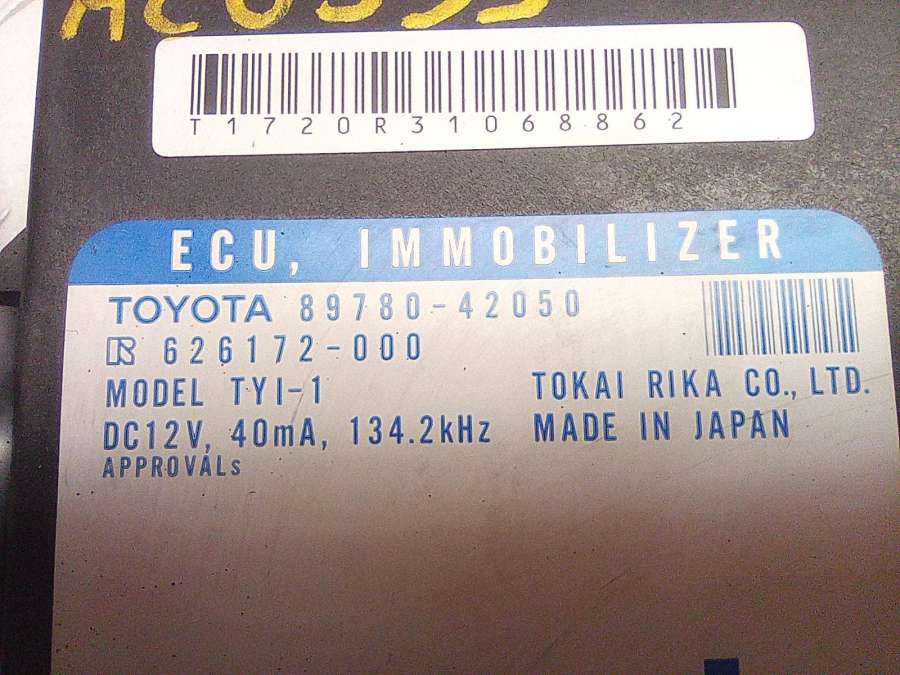 T1720R31068862
ECU, IMMOBILIZER
TOYOTA 89780-42050
R 626172-000
MODEL TYI-1
TOKAI RIKA CO., LTD.
DC12V, 40mA, 134.2kHz
MADE IN JAPAN
APPROVALs